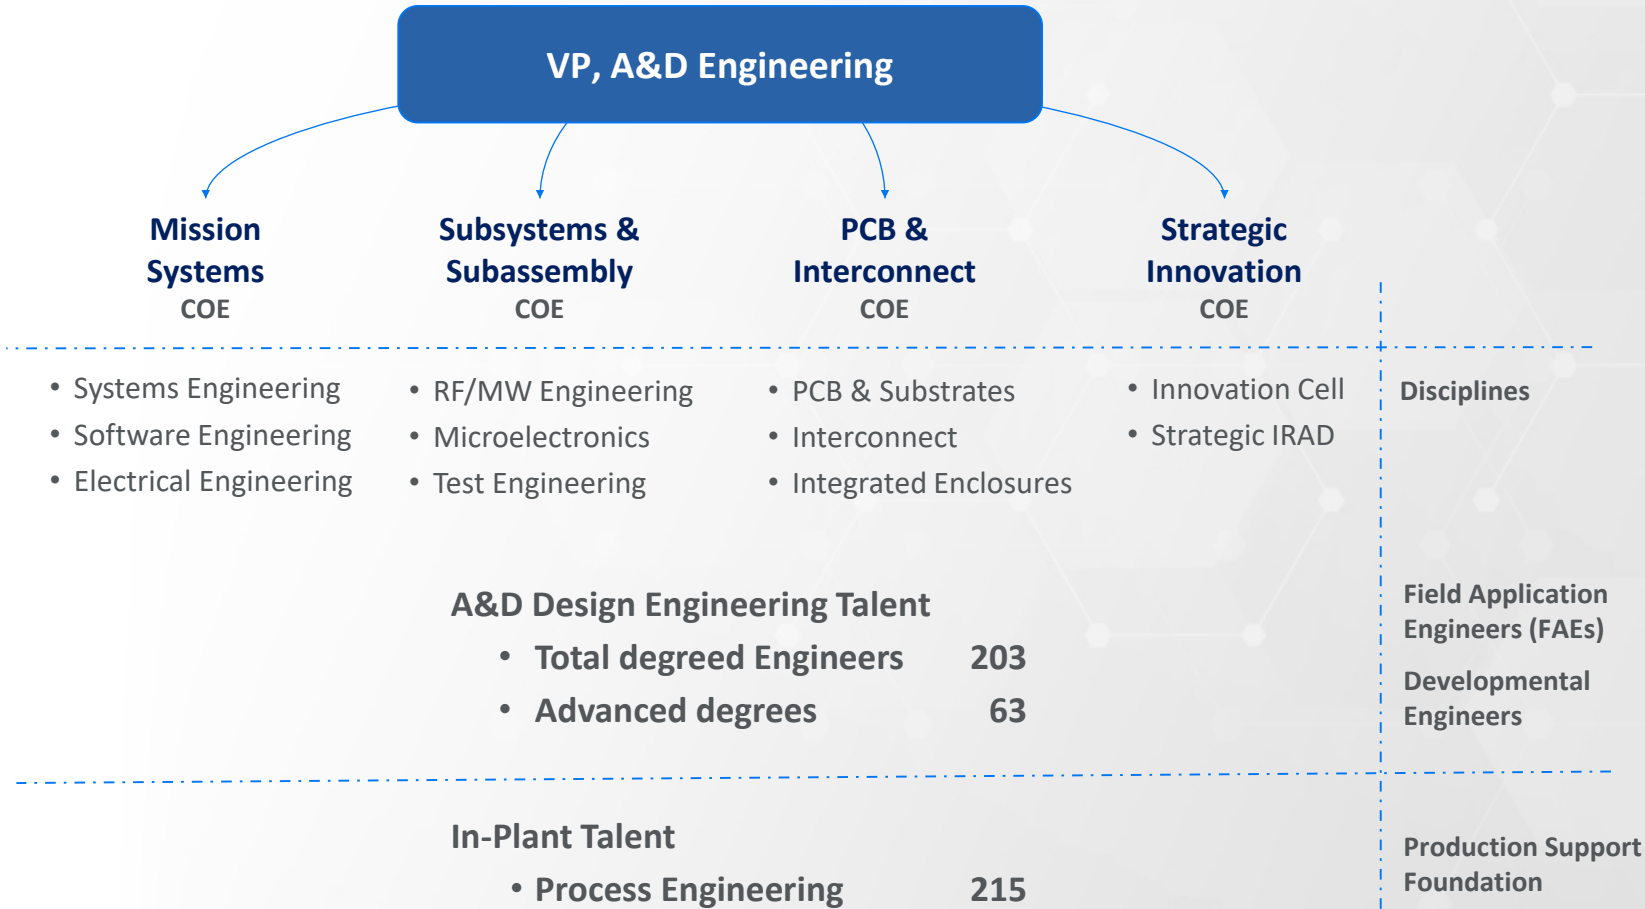 VP, A&D Engineering
Mission
Systems
COE
Subsystems &
Subassembly
COE
PCB &
Interconnect
COE
Strategic
Innovation
COE
• Systems Engineering
• Software Engineering
• Electrical Engineering
• RF/MW Engineering
• Microelectronics
• Test Engineering
• PCB & Substrates
• Interconnect
• Integrated Enclosures
• Innovation Cell
• Strategic IRAD
Disciplines
A&D Design Engineering Talent
• Total degreed Engineers 203
• Advanced degrees 63
Field Application
Engineers (FAEs)
Developmental
Engineers
In-Plant Talent
• Process Engineering 215
Production Support
Foundation